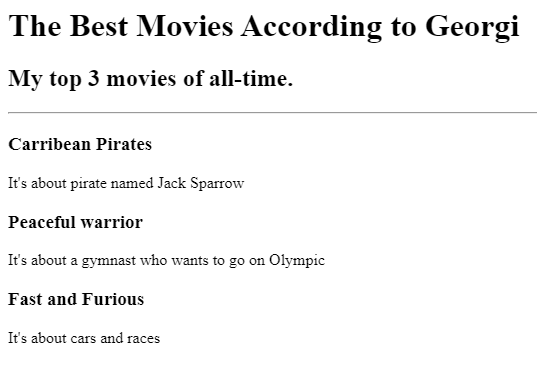 The Best Movies According to Georgi
My top 3 movies of all-time.
Carribean Pirates
It's about pirate named Jack Sparrow
Peaceful warrior
It's about a gymnast who wants to go on Olympic
Fast and Furious
It's about cars and races